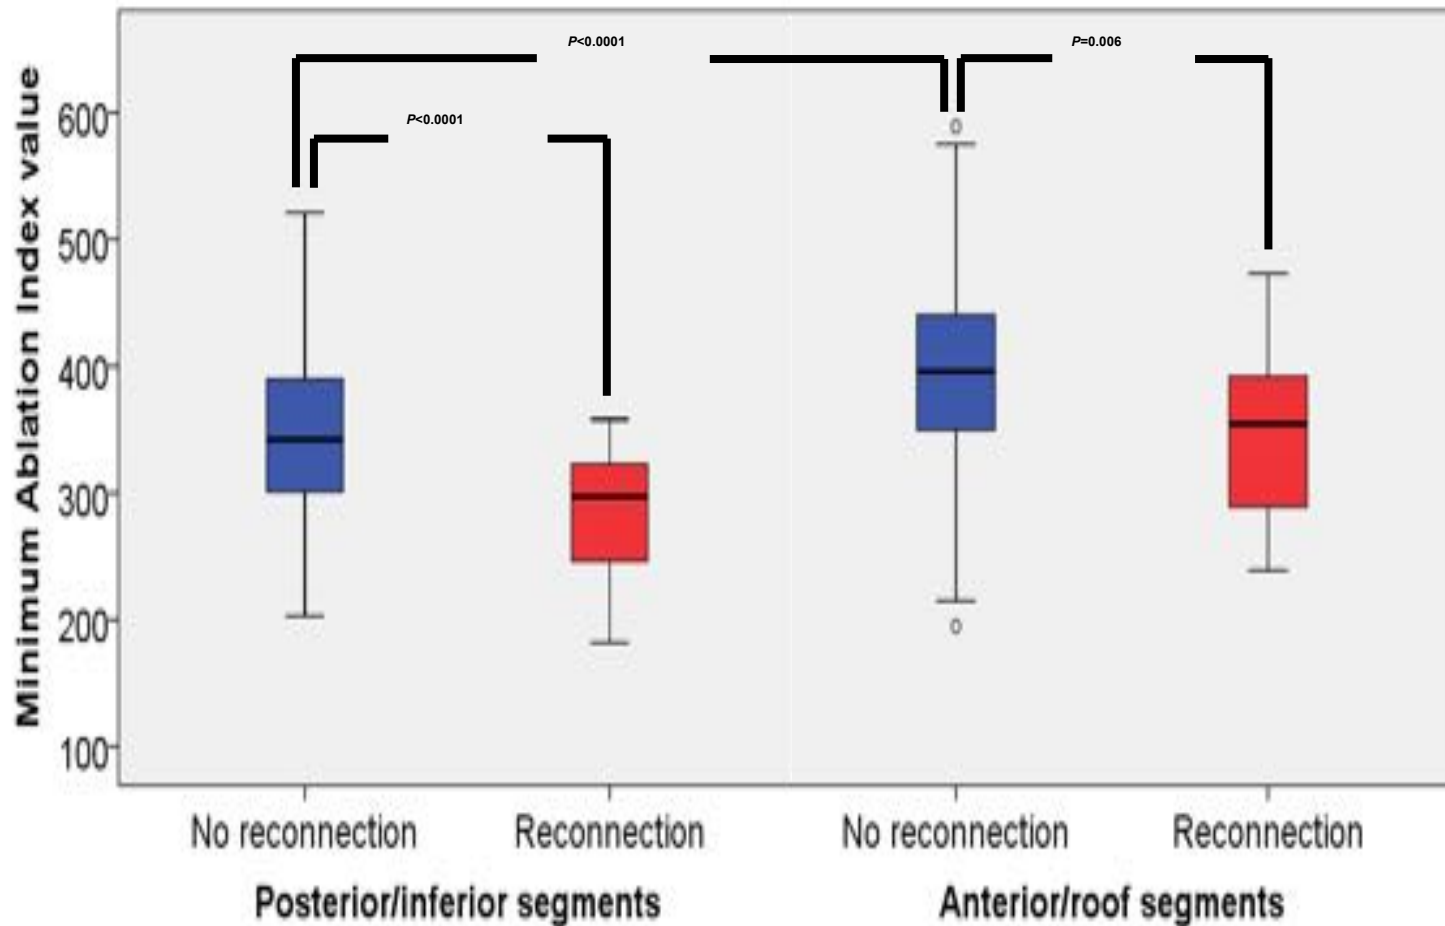 P<0.0001
P=0.006
P<0.0001
Minimum Ablation Index value
600
500
400
300
200
100
No reconnection
Reconnection
No reconnection
Reconnection
Posterior/inferior segments
Anterior/roof segments